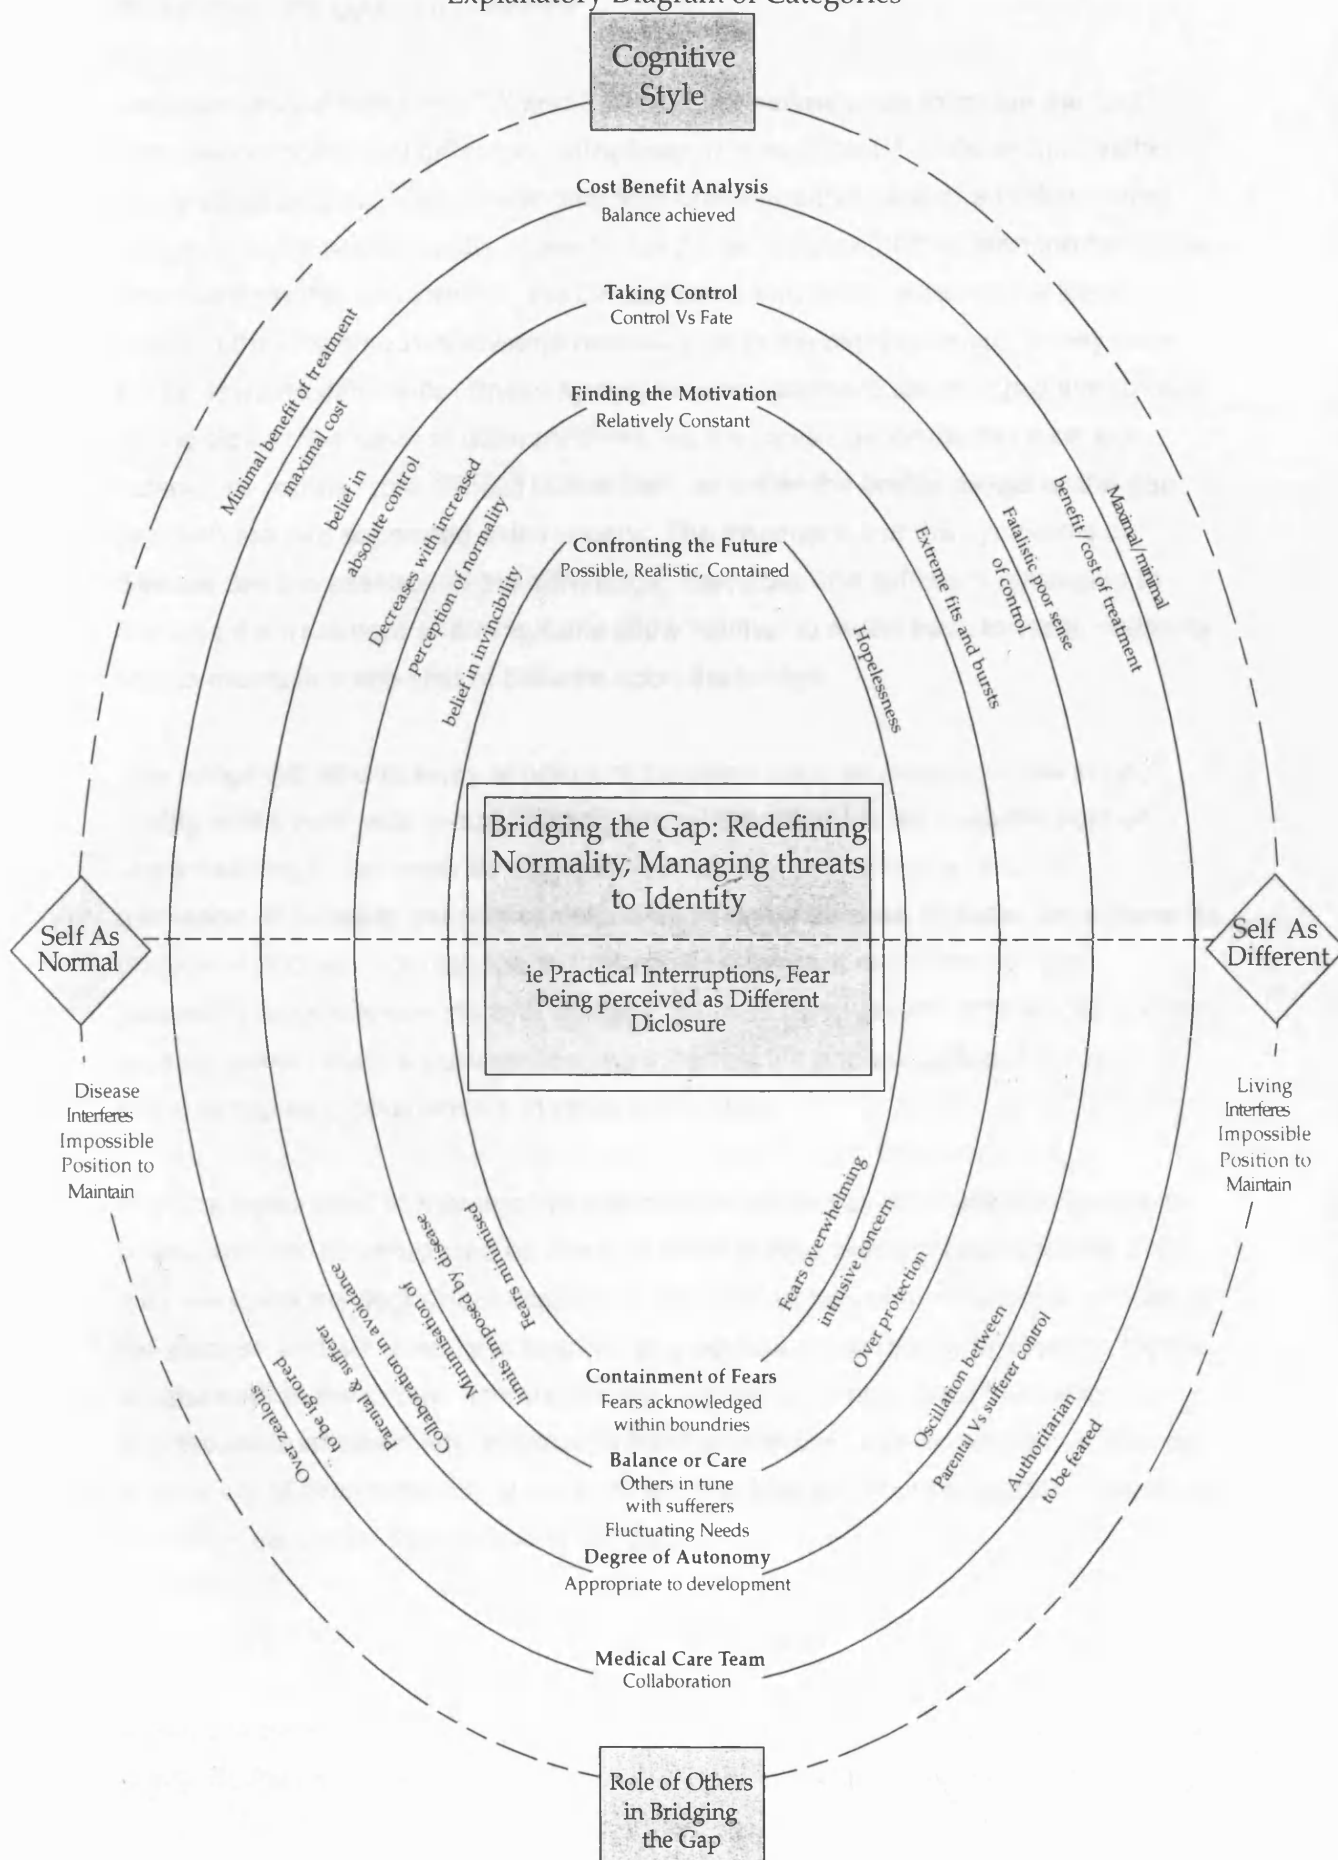 Explanatory Diagram of Categories
Cognitive
Style
Cost Benefit Analysis
Balance achieved
Taking Control
Control Vs Fate
Finding the Motivation
Relatively Constant
Confronting the Future
Possible, Realistic, Contained
Minimal benefit of treatment
maximal cost
belief in
absolute control
Decreases with increased
perception of normality
belief in invincibility
Hopelessness
Extreme fits and bursts
Fatalistic poor sense
of control
Maximal/minimal
benefit cost of treatment
Bridging the Gap: Redefining
Normality, Managing threats
to Identity
ie Practical Interruptions, Fear
being perceived as Different
Diclosure
Self As
Normal
Self As
Different
Disease
Interferes
Impossible
Position to
Maintain
Living
Interferes
Impossible
Position to
Maintain
Over zealous
to be ignored
Parental & sufferer
Collaboration in avoidance
Minimisation of
limits imposed by disease
Fears minimised
Fears overwhelming
intrusive concern
Over protection
Oscillation between
Parental Vs sufferer control
Authoritarian
to be feared
Containment of Fears
Fears acknowledged
within boundries
Balance or Care
Others in tune
with sufferers
Fluctuating Needs
Degree of Autonomy
Appropriate to development
Medical Care Team
Collaboration
Role of Others
in Bridging
the Gap